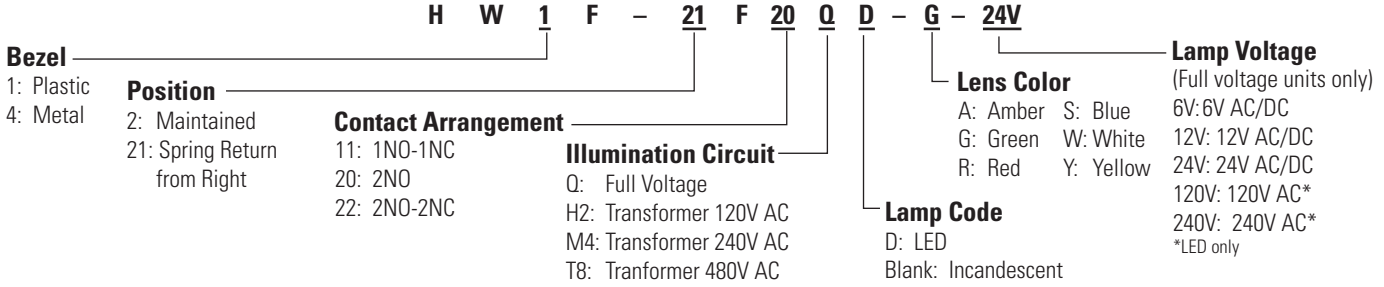 H W 1 F – 21 F 20 Q D – G – 24V
Bezel
1: Plastic
4: Metal
Position
2: Maintained
21: Spring Return
from Right
Contact Arrangement
11: 1NO-1NC
20: 2NO
22: 2NO-2NC
Illumination Circuit
Q: Full Voltage
H2: Transformer 120V AC
M4: Transformer 240V AC
T8: Tranformer 480V AC
Lamp Code
D: LED
Blank: Incandescent
Lens Color
A: Amber S: Blue
G: Green W: White
R: Red Y: Yellow
Lamp Voltage
(Full voltage units only)
6V: 6V AC/DC
12V: 12V AC/DC
24V: 24V AC/DC
120V: 120V AC*
240V: 240V AC*
*LED only